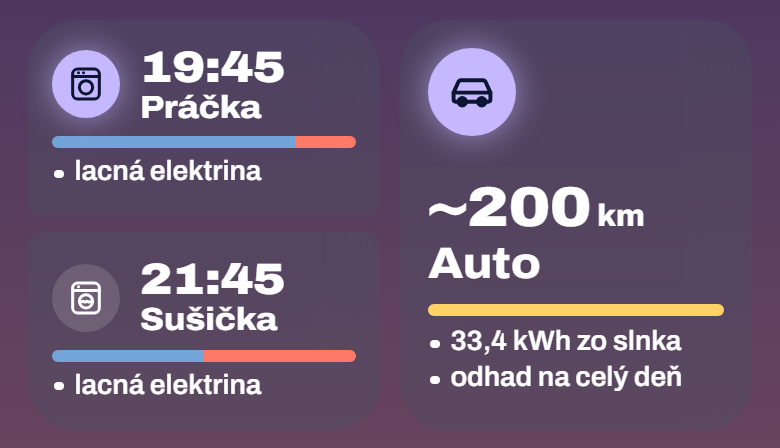 19:45
Práčka
• lacná elektrina
21:45
Sušička
• lacná elektrina
~200 km
Auto
• 33,4 kWh zo slnka
• odhad na celý deň